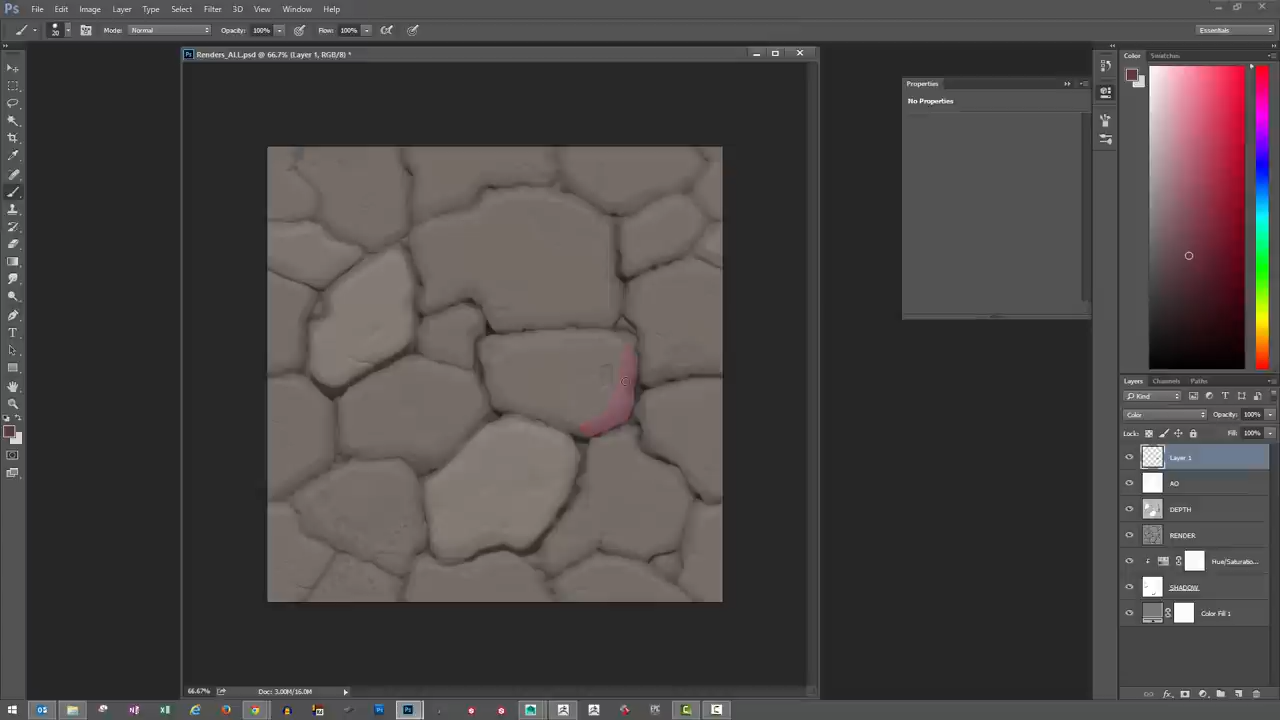 Ps File Edit Image Layer Type Select Filter 3D View Window Help
20 Mode: Normal Opacity: 100% Flow: 100% Essentials
Renders_ALL.psd @ 66.7% (Layer 1, RGB/8) *
Color Swatches
Properties
No Properties
Layers Channels Paths
Kind
Color Opacity: 100%
Lock: Fill: 100%
Layer 1
AO
DEPTH
RENDER
Hue/Saturatio...
SHADOW
Color Fill 1
66.67% Doc: 3.00M/16.0M